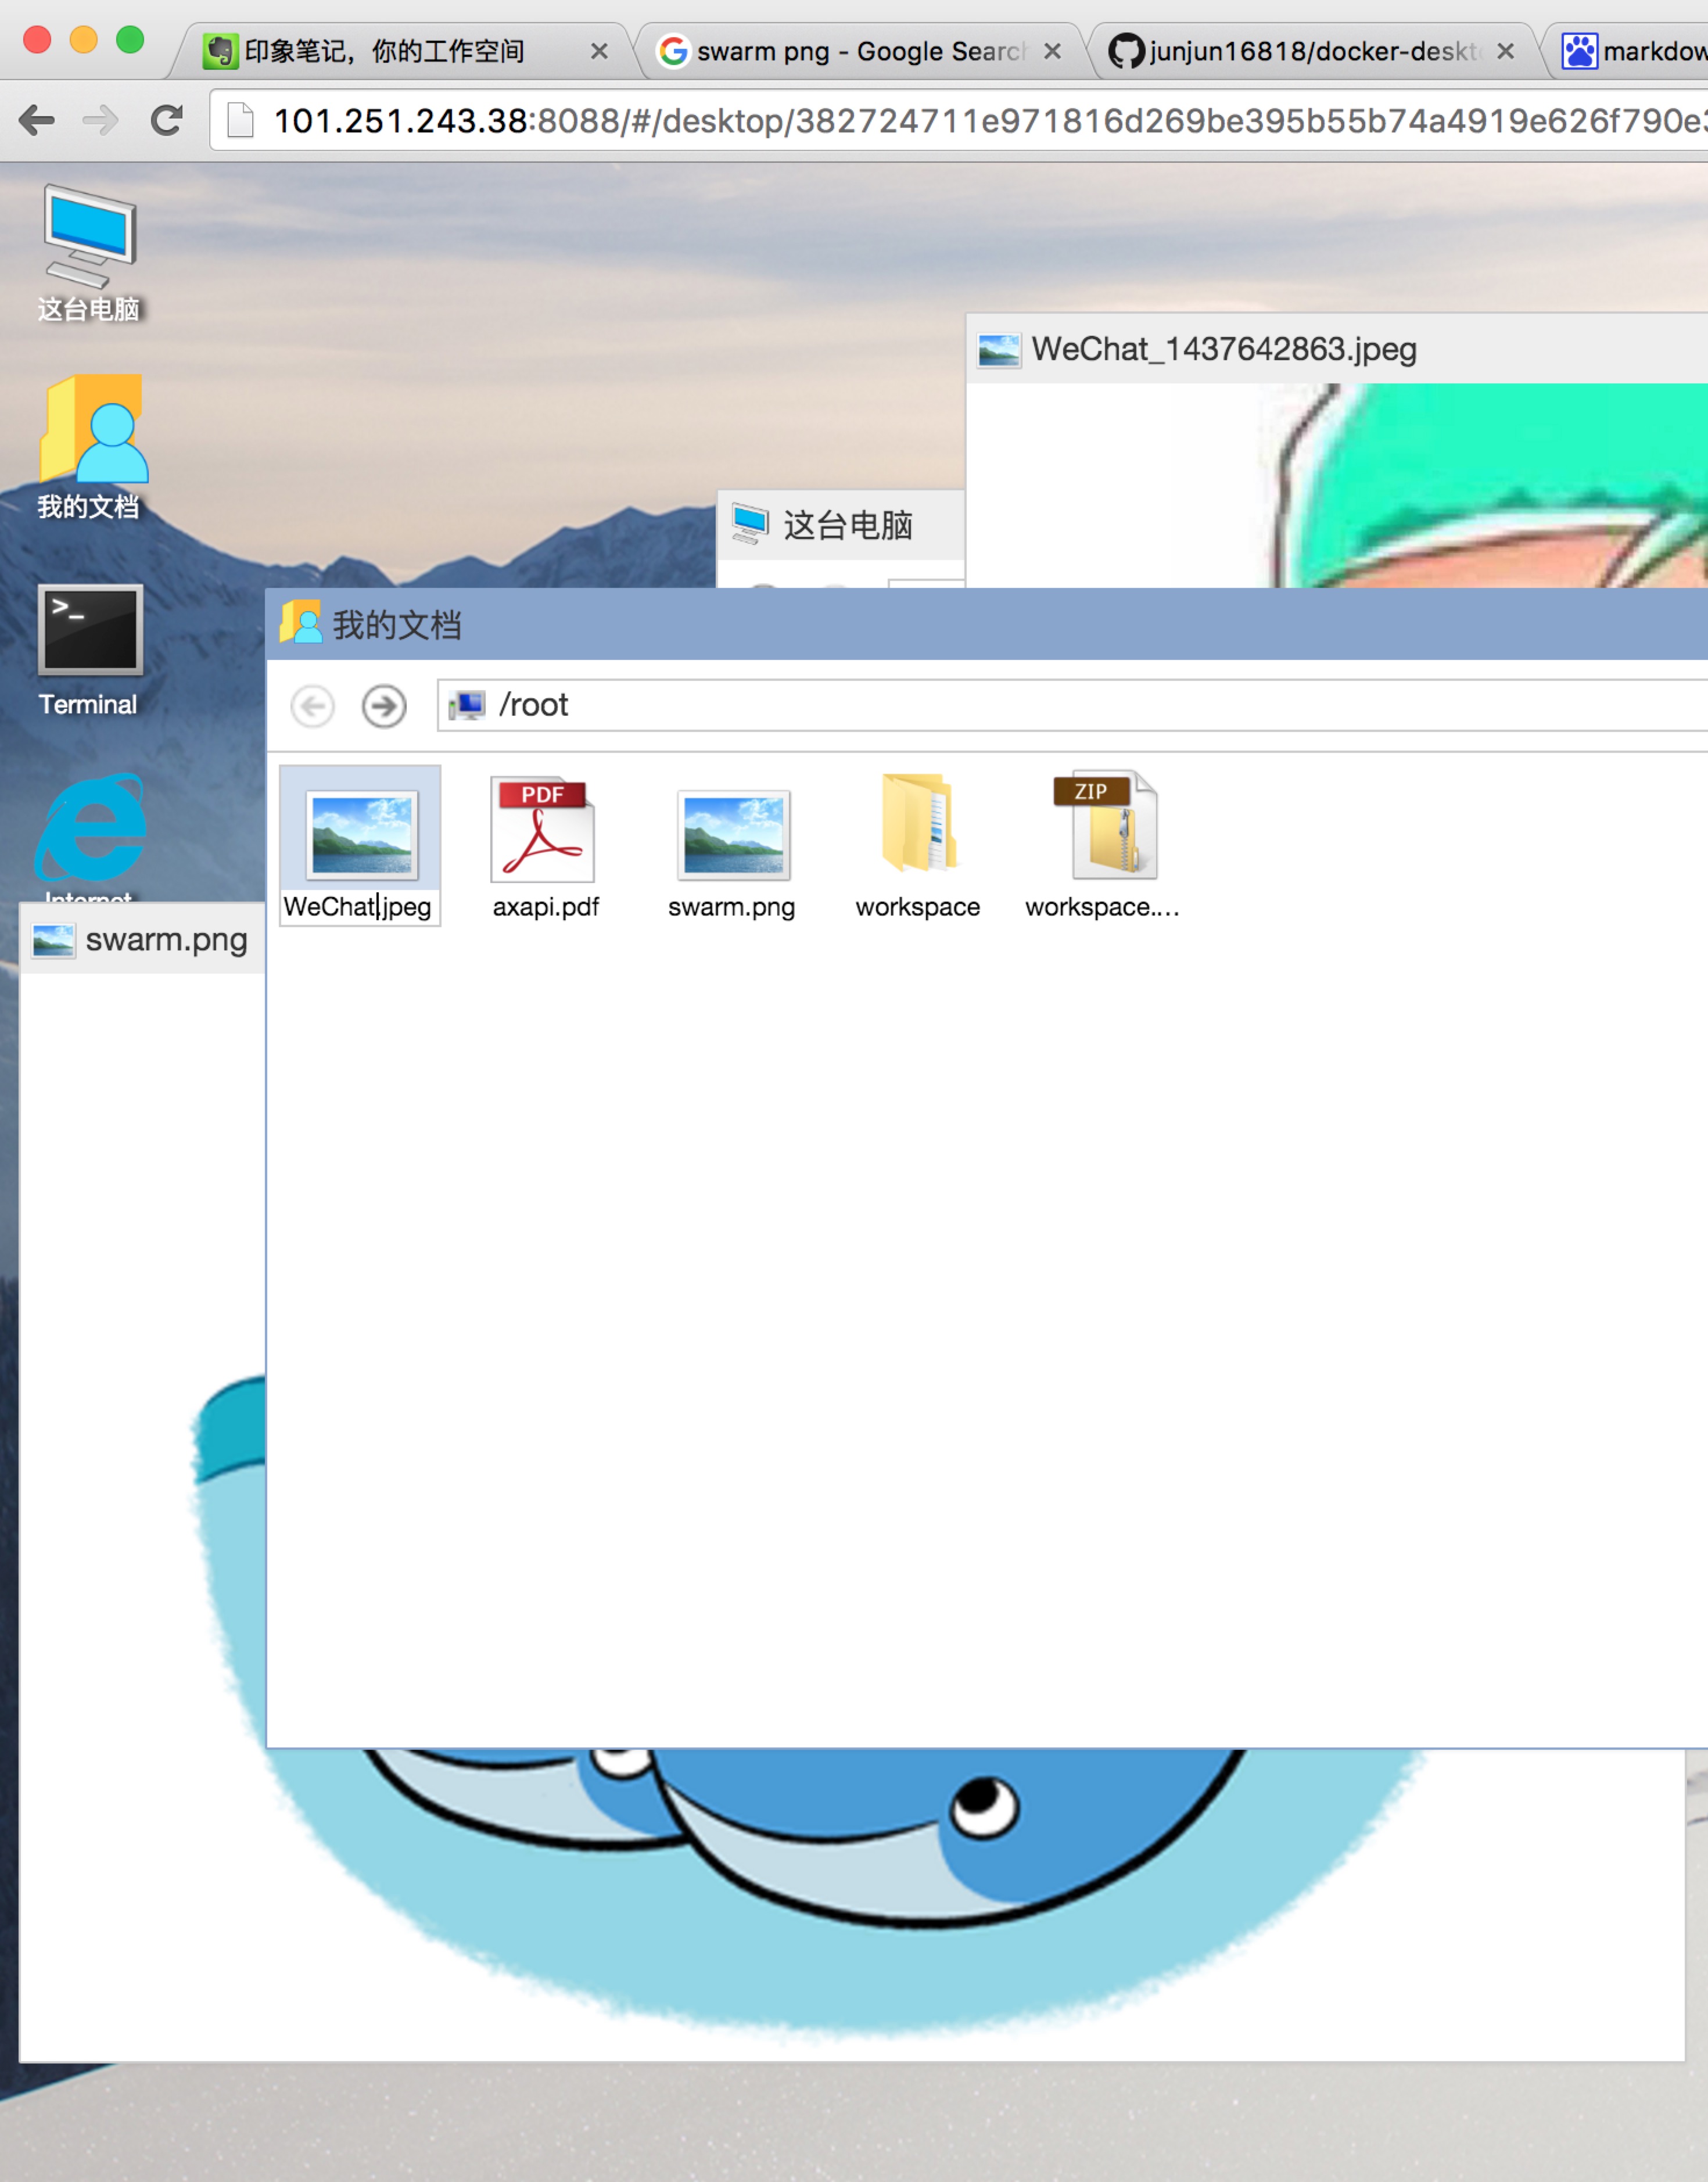 印象笔记，你的工作空间
swarm png - Google Search
junjun16818/docker-deskt
markdow
101.251.243.38:8088/#/desktop/382724711e971816d269be395b55b74a4919e626f790e3
这台电脑
WeChat_1437642863.jpeg
我的文档
这台电脑
我的文档
>_
Terminal
/root
PDF
ZIP
Internet
WeChat.jpeg
axapi.pdf
swarm.png
workspace
workspace....
swarm.png